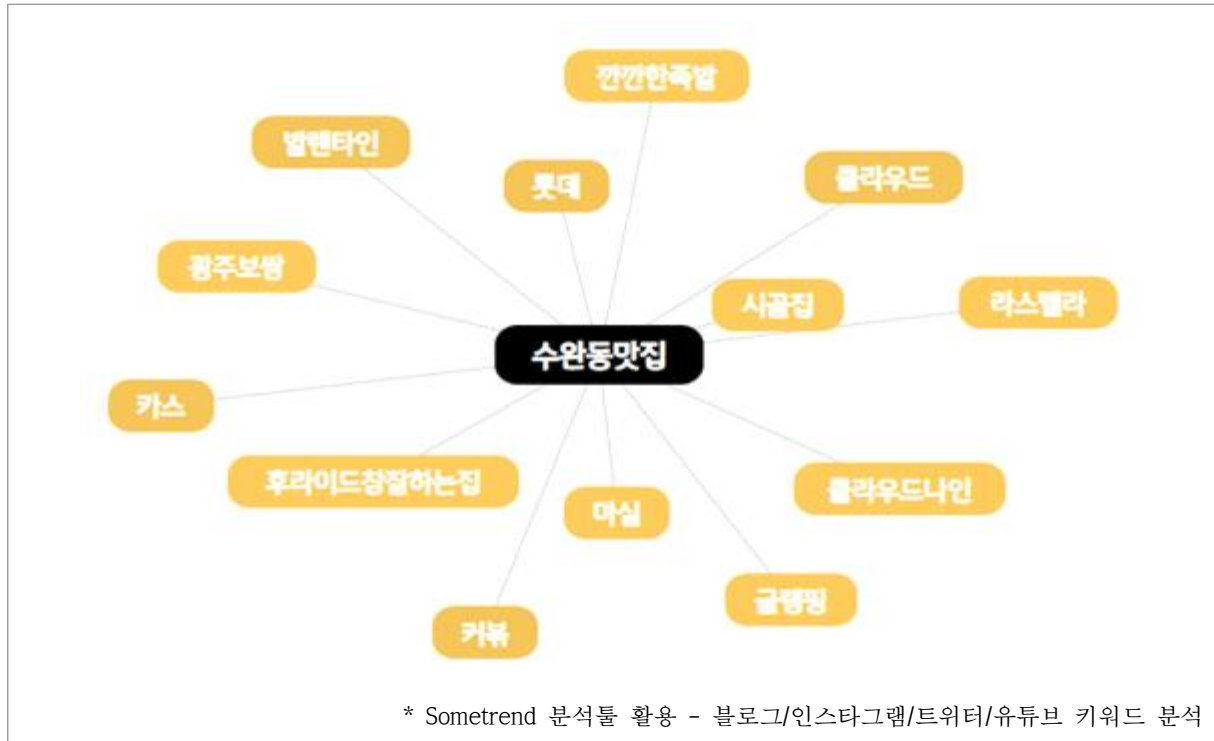 깐깐한족발
발렌타인
롯데
클라우드
광주보쌈
시골집
라스펠라
수완동맛집
카스
후라이드참잘하는집
마실
클라우드나인
글램핑
커볶
* Sometrend 분석툴 활용 - 블로그/인스타그램/트위터/유튜브 키워드 분석